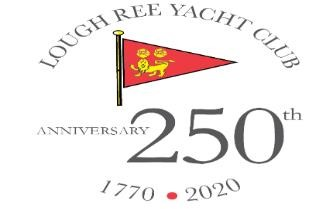 LOUGH REE YACHT CLUB
ANNIVERSARY 250th
1770 • 2020